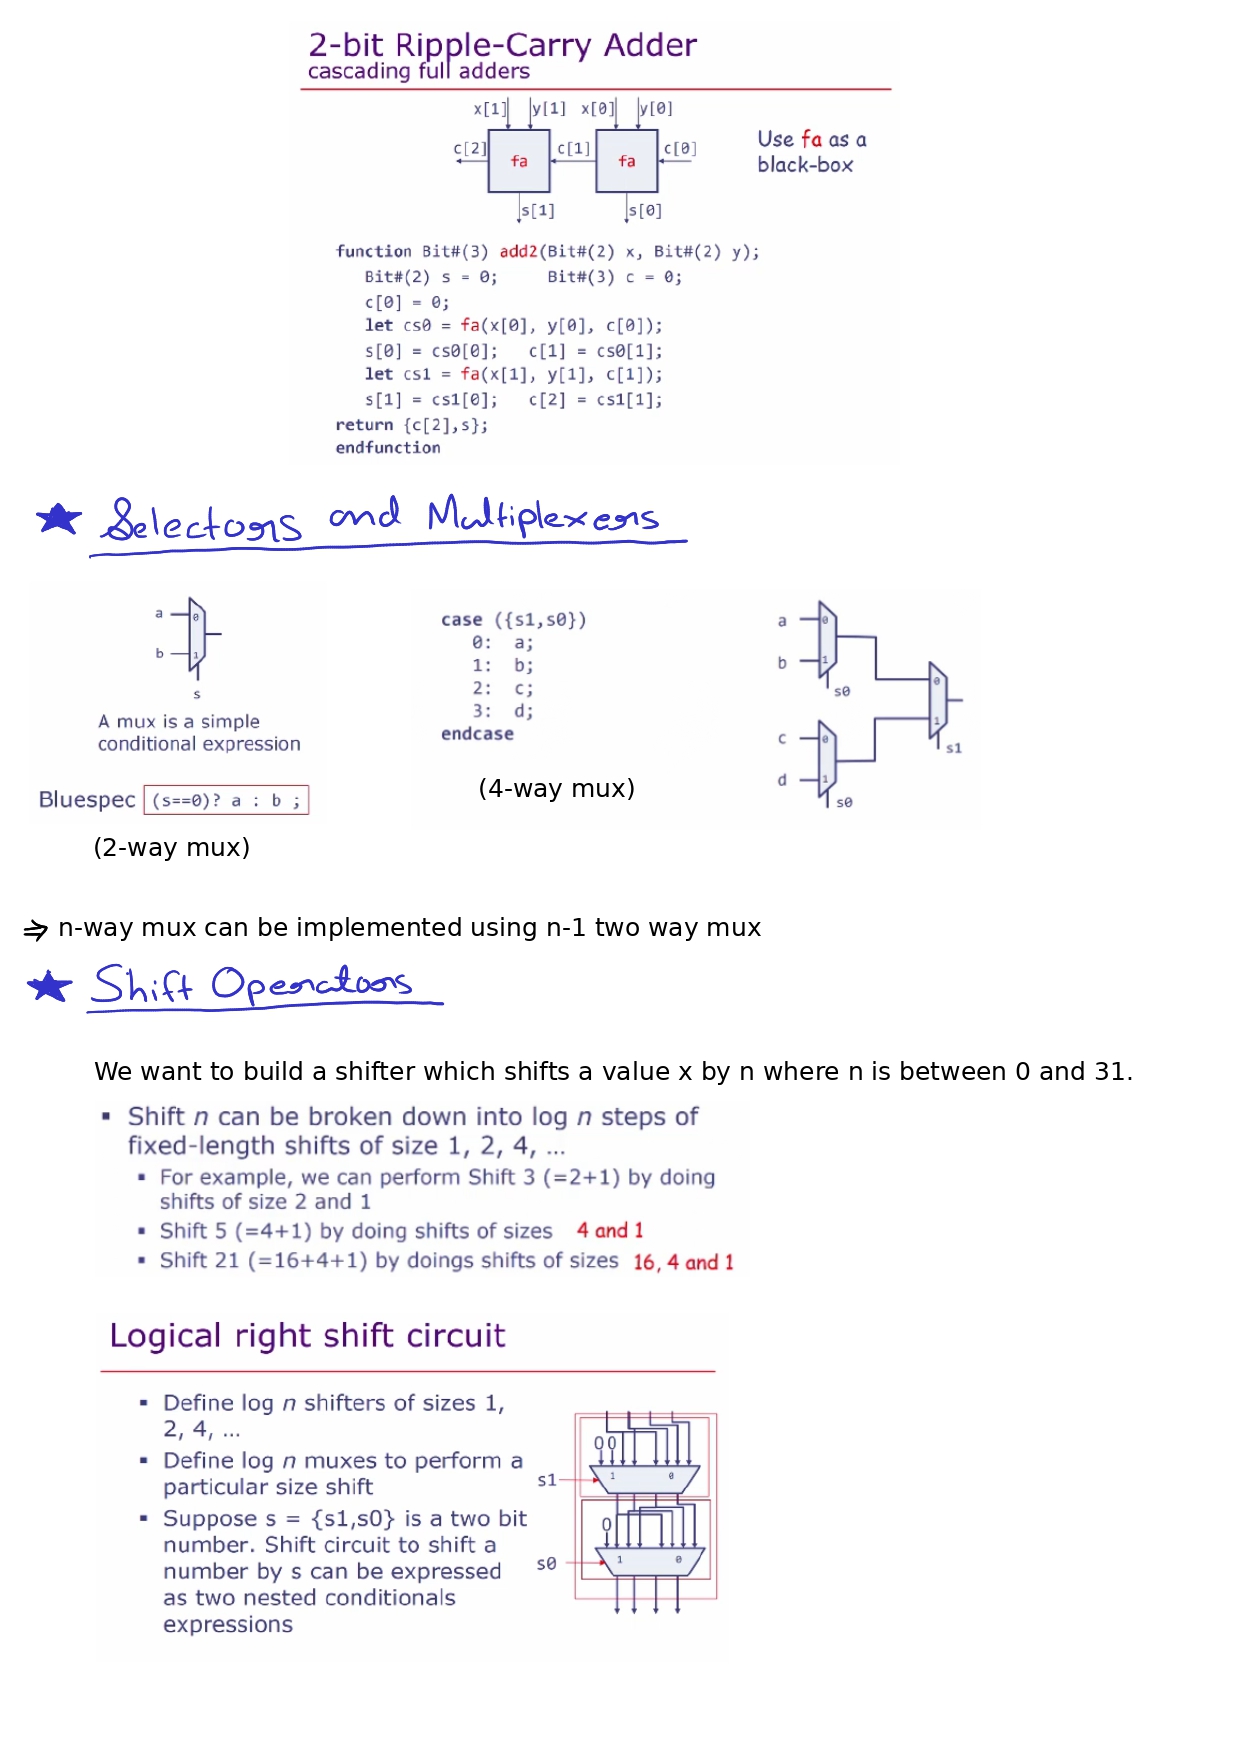 2-bit Ripple-Carry Adder
cascading full adders
x[1] y[1] x[0] y[0]
c[2] fa c[1] fa c[0]
s[1] s[0]
Use fa as a
black-box
function Bit#(3) add2(Bit#(2) x, Bit#(2) y);
Bit#(2) s = 0; Bit#(3) c = 0;
c[0] = 0;
let cs0 = fa(x[0], y[0], c[0]);
s[0] = cs0[0]; c[1] = cs0[1];
let cs1 = fa(x[1], y[1], c[1]);
s[1] = cs1[0]; c[2] = cs1[1];
return {c[2],s};
endfunction
Selectors and Multiplexers
a 0
b 1
s
A mux is a simple
conditional expression
Bluespec (s==0)? a : b ;
(2-way mux)
case ({s1,s0})
0: a;
1: b;
2: c;
3: d;
endcase
(4-way mux)
a 0
b 1
s0
0
1
s1
c 0
d 1
s0
⇒ n-way mux can be implemented using n-1 two way mux
Shift Operators
We want to build a shifter which shifts a value x by n where n is between 0 and 31.
▪ Shift n can be broken down into log n steps of
fixed-length shifts of size 1, 2, 4, …
▪ For example, we can perform Shift 3 (=2+1) by doing
shifts of size 2 and 1
▪ Shift 5 (=4+1) by doing shifts of sizes 4 and 1
▪ Shift 21 (=16+4+1) by doings shifts of sizes 16, 4 and 1
Logical right shift circuit
▪ Define log n shifters of sizes 1,
2, 4, …
▪ Define log n muxes to perform a
particular size shift
▪ Suppose s = {s1,s0} is a two bit
number. Shift circuit to shift a
number by s can be expressed
as two nested conditionals
expressions
0 0
s1 1 0
0
s0 1 0